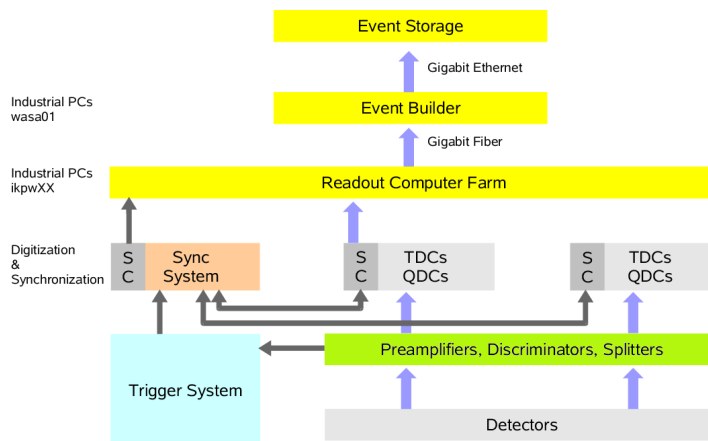 Event Storage
Gigabit Ethernet
Industrial PCs
wasa01
Event Builder
Gigabit Fiber
Industrial PCs
ikpwXX
Readout Computer Farm
Digitization
&
Synchronization
S
C
Sync
System
S
C
TDCs
QDCs
S
C
TDCs
QDCs
Preamplifiers, Discriminators, Splitters
Trigger System
Detectors